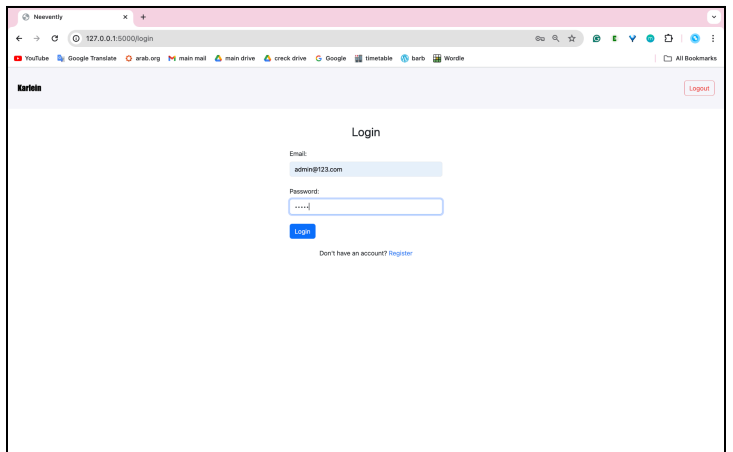 Neevently
127.0.0.1:5000/login
YouTube Google Translate arab.org main mail main drive creck drive Google timetable barb Wordle All Bookmarks
Karlein Logout
Login
Email:
admin@123.com
Password:
•••••
Login
Don't have an account? Register